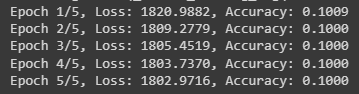 Epoch 1/5, Loss: 1820.9882, Accuracy: 0.1009
Epoch 2/5, Loss: 1809.2779, Accuracy: 0.1000
Epoch 3/5, Loss: 1805.4519, Accuracy: 0.1000
Epoch 4/5, Loss: 1803.7370, Accuracy: 0.1000
Epoch 5/5, Loss: 1802.9716, Accuracy: 0.1000